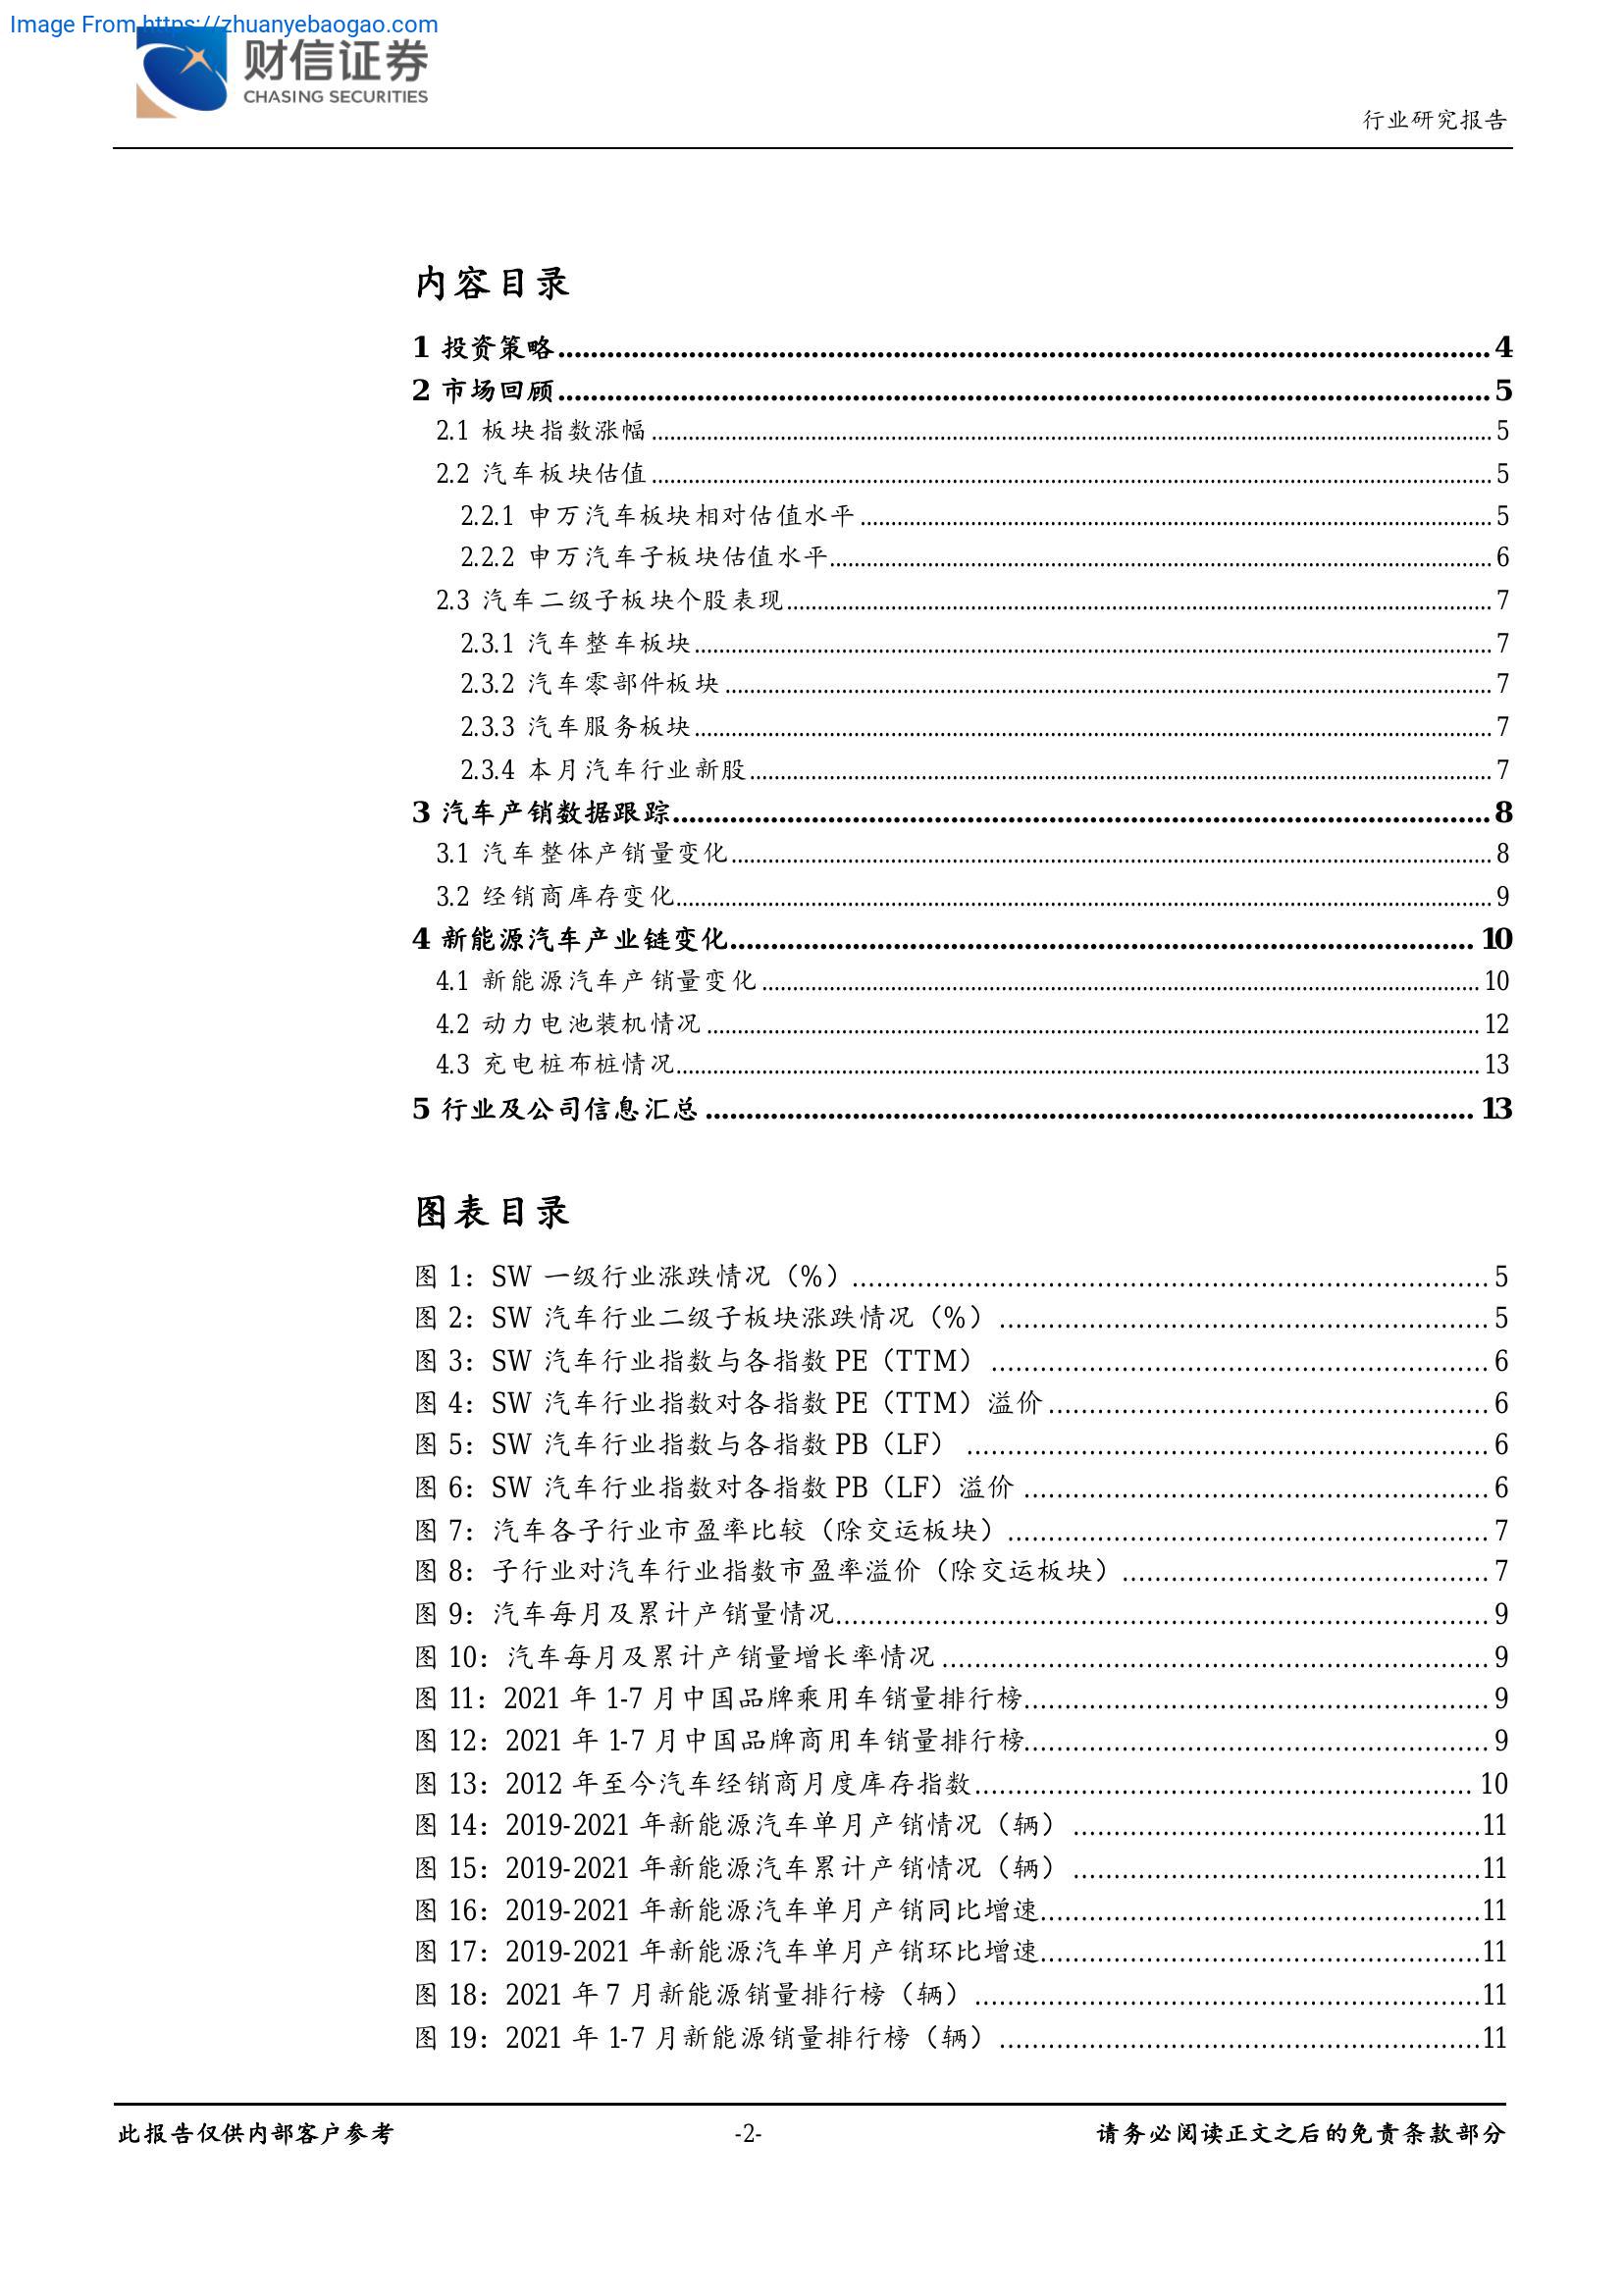 Image From https://zhuanyebaogao.com
财信证券
CHASING SECURITIES
行业研究报告
内容目录
1 投资策略........................................ 4
2 市场回顾........................................ 5
2.1 板块指数涨幅........................................ 5
2.2 汽车板块估值........................................ 5
2.2.1 申万汽车板块相对估值水平........................................ 5
2.2.2 申万汽车子板块估值水平........................................ 6
2.3 汽车二级子板块个股表现........................................ 7
2.3.1 汽车整车板块........................................ 7
2.3.2 汽车零部件板块........................................ 7
2.3.3 汽车服务板块........................................ 7
2.3.4 本月汽车行业新股........................................ 7
3 汽车产销数据跟踪........................................ 8
3.1 汽车整体产销量变化........................................ 8
3.2 经销商库存变化........................................ 9
4 新能源汽车产业链变化........................................ 10
4.1 新能源汽车产销量变化........................................ 10
4.2 动力电池装机情况........................................ 12
4.3 充电桩布桩情况........................................ 13
5 行业及公司信息汇总........................................ 13
图表目录
图 1：SW 一级行业涨跌情况（%）........................................ 5
图 2：SW 汽车行业二级子板块涨跌情况（%）........................................ 5
图 3：SW 汽车行业指数与各指数 PE（TTM）........................................ 6
图 4：SW 汽车行业指数对各指数 PE（TTM）溢价........................................ 6
图 5：SW 汽车行业指数与各指数 PB（LF）........................................ 6
图 6：SW 汽车行业指数对各指数 PB（LF）溢价........................................ 6
图 7：汽车各子行业市盈率比较（除交运板块）........................................ 7
图 8：子行业对汽车行业指数市盈率溢价（除交运板块）........................................ 7
图 9：汽车每月及累计产销量情况........................................ 9
图 10：汽车每月及累计产销量增长率情况........................................ 9
图 11：2021 年 1-7 月中国品牌乘用车销量排行榜........................................ 9
图 12：2021 年 1-7 月中国品牌商用车销量排行榜........................................ 9
图 13：2012 年至今汽车经销商月度库存指数........................................ 10
图 14：2019-2021 年新能源汽车单月产销情况（辆）........................................ 11
图 15：2019-2021 年新能源汽车累计产销情况（辆）........................................ 11
图 16：2019-2021 年新能源汽车单月产销同比增速........................................ 11
图 17：2019-2021 年新能源汽车单月产销环比增速........................................ 11
图 18：2021 年 7 月新能源销量排行榜（辆）........................................ 11
图 19：2021 年 1-7 月新能源销量排行榜（辆）........................................ 11
此报告仅供内部客户参考
-2-
请务必阅读正文之后的免责条款部分